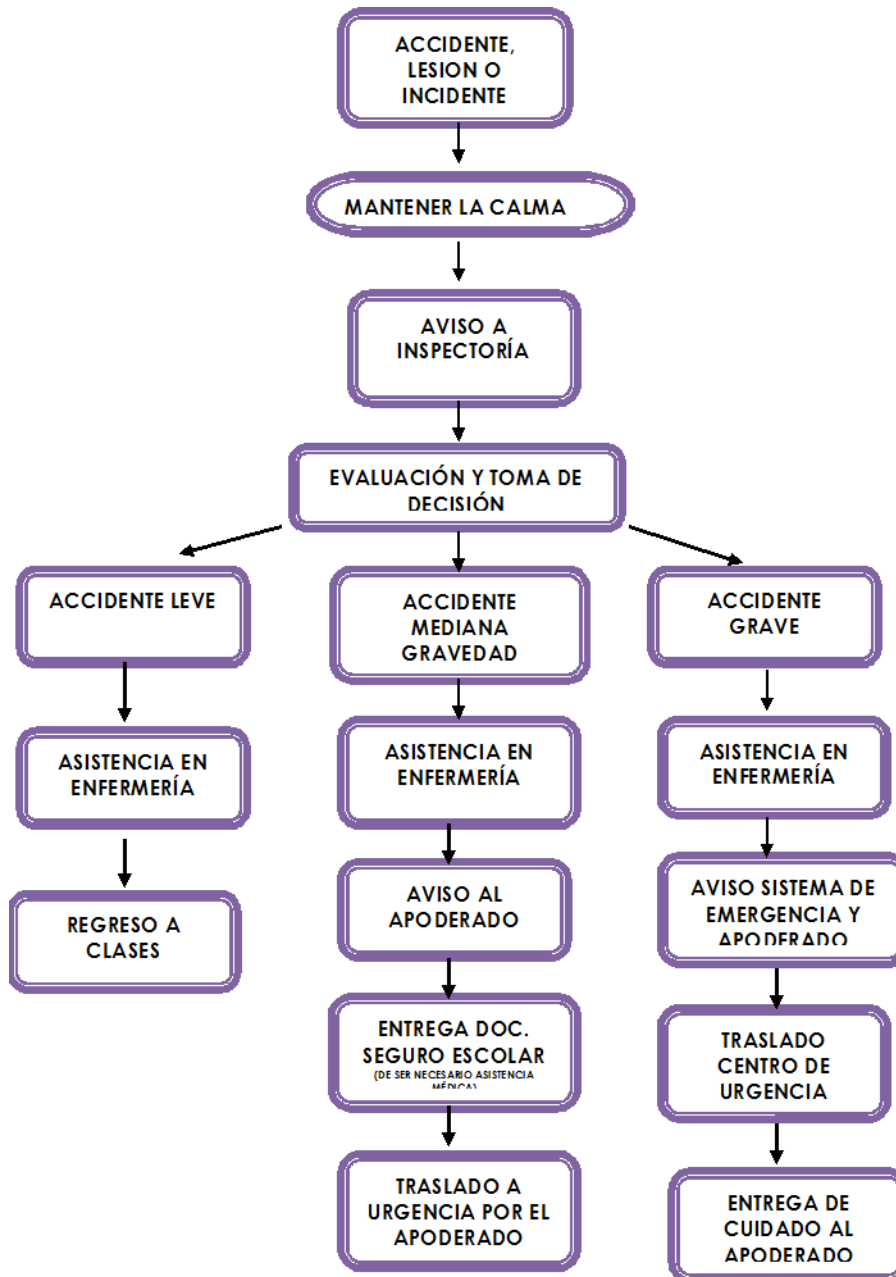 ACCIDENTE,
LESION O
INCIDENTE
MANTENER LA CALMA
AVISO A
INSPECTORÍA
EVALUACIÓN Y TOMA DE
DECISIÓN
ACCIDENTE LEVE
ASISTENCIA EN
ENFERMERÍA
REGRESO A
CLASES
ACCIDENTE
MEDIANA
GRAVEDAD
ASISTENCIA EN
ENFERMERÍA
AVISO AL
APODERADO
ENTREGA DOC.
SEGURO ESCOLAR
(DE SER NECESARIO ASISTENCIA
MÉDICA)
TRASLADO A
URGENCIA POR EL
APODERADO
ACCIDENTE
GRAVE
ASISTENCIA EN
ENFERMERÍA
AVISO SISTEMA DE
EMERGENCIA Y
APODERADO
TRASLADO
CENTRO DE
URGENCIA
ENTREGA DE
CUIDADO AL
APODERADO